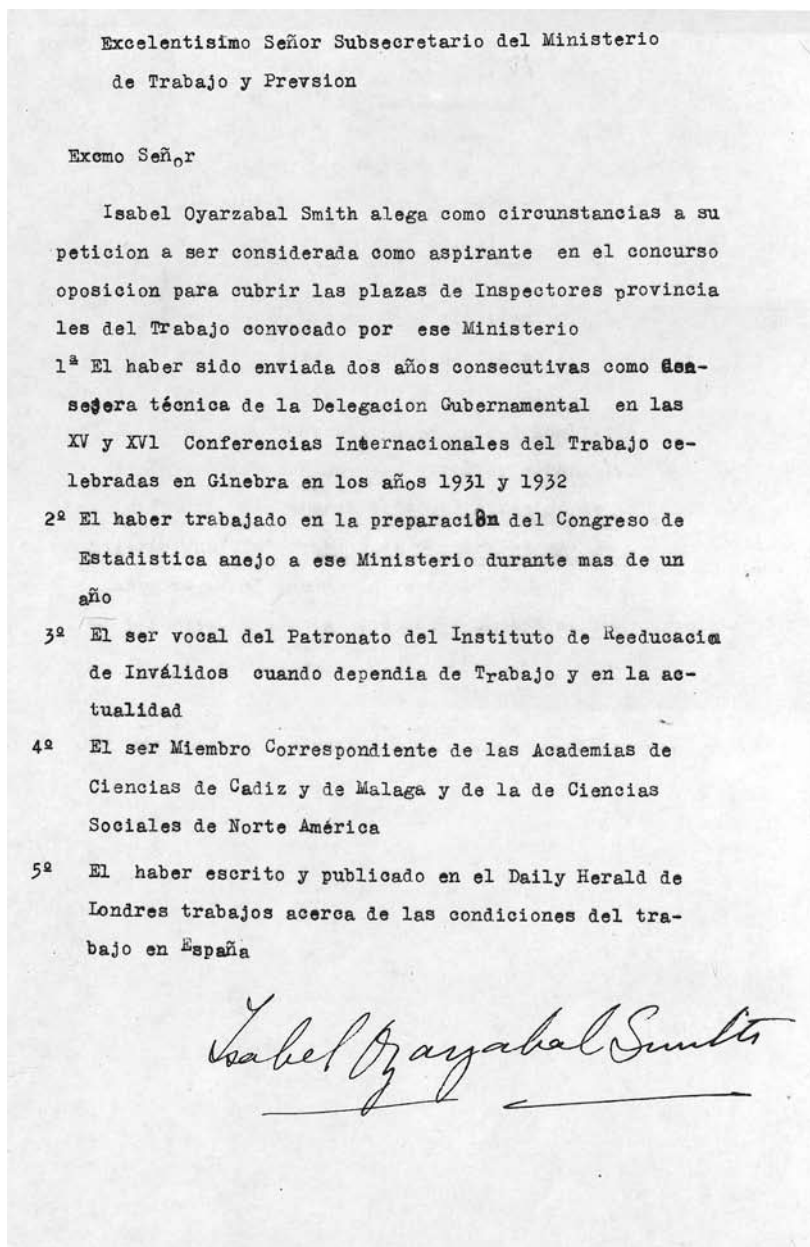 Excelentisimo Señor Subsecretario del Ministerio
de Trabajo y Prevsion
Excmo Señor
Isabel Oyarzabal Smith alega como circunstancias a su
peticion a ser considerada como aspirante en el concurso
oposicion para cubrir las plazas de Inspectores provincia
les del Trabajo convocado por ese Ministerio
1ª El haber sido enviada dos años consecutivas como Con-
sejera técnica de la Delegacion Gubernamental en las
XV y XVl Conferencias Internacionales del Trabajo ce-
lebradas en Ginebra en los años 1931 y 1932
2º El haber trabajado en la preparación del Congreso de
Estadistica anejo a ese Ministerio durante mas de un
año
3º El ser vocal del Patronato del Instituto de Reeducacio
de Inválidos cuando dependia de Trabajo y en la ac-
tualidad
4º El ser Miembro Correspondiente de las Academias de
Ciencias de Cadiz y de Malaga y de la de Ciencias
Sociales de Norte América
5º El haber escrito y publicado en el Daily Herald de
Londres trabajos acerca de las condiciones del tra-
bajo en España
Isabel Oyarzabal Smith